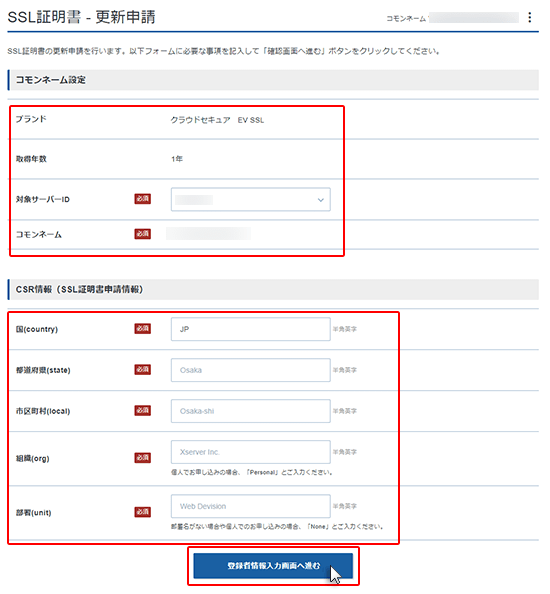 SSL証明書 - 更新申請
コモンネーム
SSL証明書の更新申請を行います。以下フォームに必要な事項を記入して「確認画面へ進む」ボタンをクリックしてください。
コモンネーム設定
ブランド クラウドセキュア EV SSL
取得年数 1年
対象サーバーID 必須
コモンネーム 必須
CSR情報（SSL証明書申請情報）
国(country) 必須 JP 半角英字
都道府県(state) 必須 Osaka 半角英字
市区町村(local) 必須 Osaka-shi 半角英字
組織(org) 必須 Xserver Inc. 半角英字
個人でお申し込みの場合、「Personal」とご入力ください。
部署(unit) 必須 Web Devision 半角英字
部署名がない場合や個人でのお申し込みの場合、「None」とご入力ください。
登録者情報入力画面へ進む